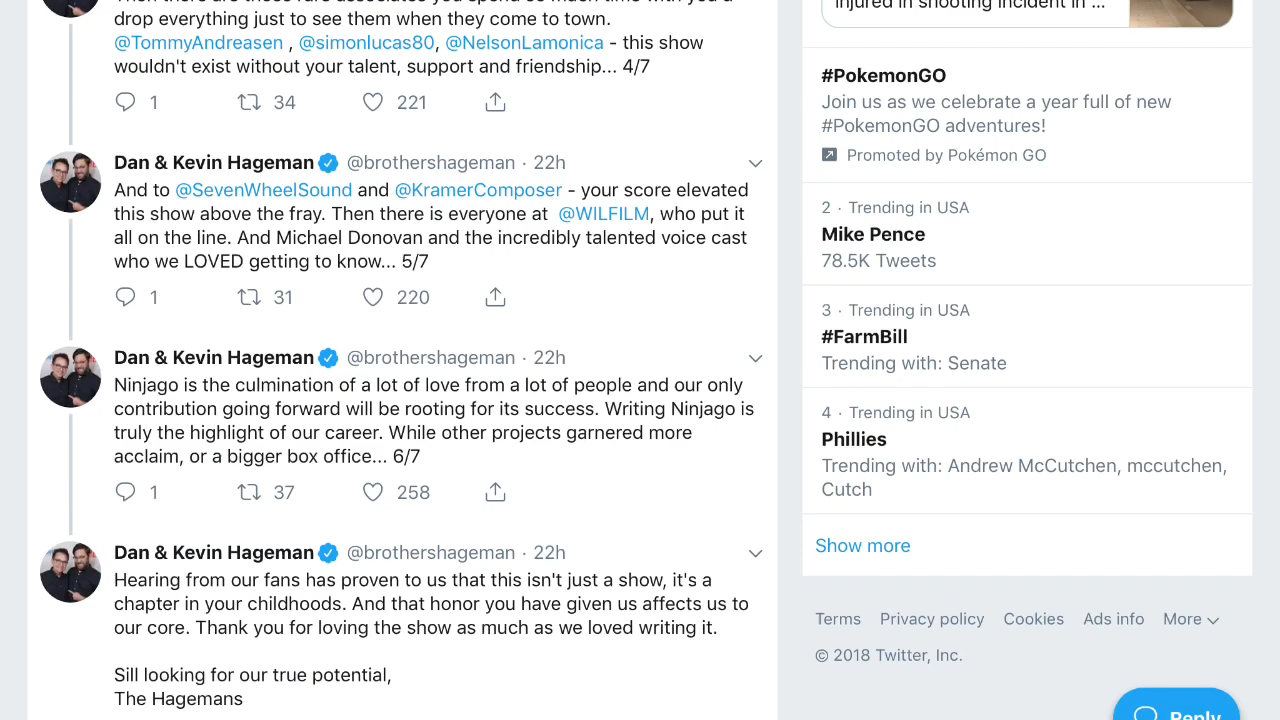 drop everything just to see them when they come to town.
@TommyAndreasen , @simonlucas80, @NelsonLamonica - this show
wouldn't exist without your talent, support and friendship... 4/7
1 34 221
Dan & Kevin Hageman @brothershageman · 22h
And to @SevenWheelSound and @KramerComposer - your score elevated
this show above the fray. Then there is everyone at @WILFILM, who put it
all on the line. And Michael Donovan and the incredibly talented voice cast
who we LOVED getting to know... 5/7
1 31 220
Dan & Kevin Hageman @brothershageman · 22h
Ninjago is the culmination of a lot of love from a lot of people and our only
contribution going forward will be rooting for its success. Writing Ninjago is
truly the highlight of our career. While other projects garnered more
acclaim, or a bigger box office... 6/7
1 37 258
Dan & Kevin Hageman @brothershageman · 22h
Hearing from our fans has proven to us that this isn't just a show, it's a
chapter in your childhoods. And that honor you have given us affects us to
our core. Thank you for loving the show as much as we loved writing it.
Sill looking for our true potential,
The Hagemans
injured in shooting incident in ...
#PokemonGO
Join us as we celebrate a year full of new
#PokemonGO adventures!
Promoted by Pokémon GO
2 · Trending in USA
Mike Pence
78.5K Tweets
3 · Trending in USA
#FarmBill
Trending with: Senate
4 · Trending in USA
Phillies
Trending with: Andrew McCutchen, mccutchen,
Cutch
Show more
Terms Privacy policy Cookies Ads info More
© 2018 Twitter, Inc.
Reply